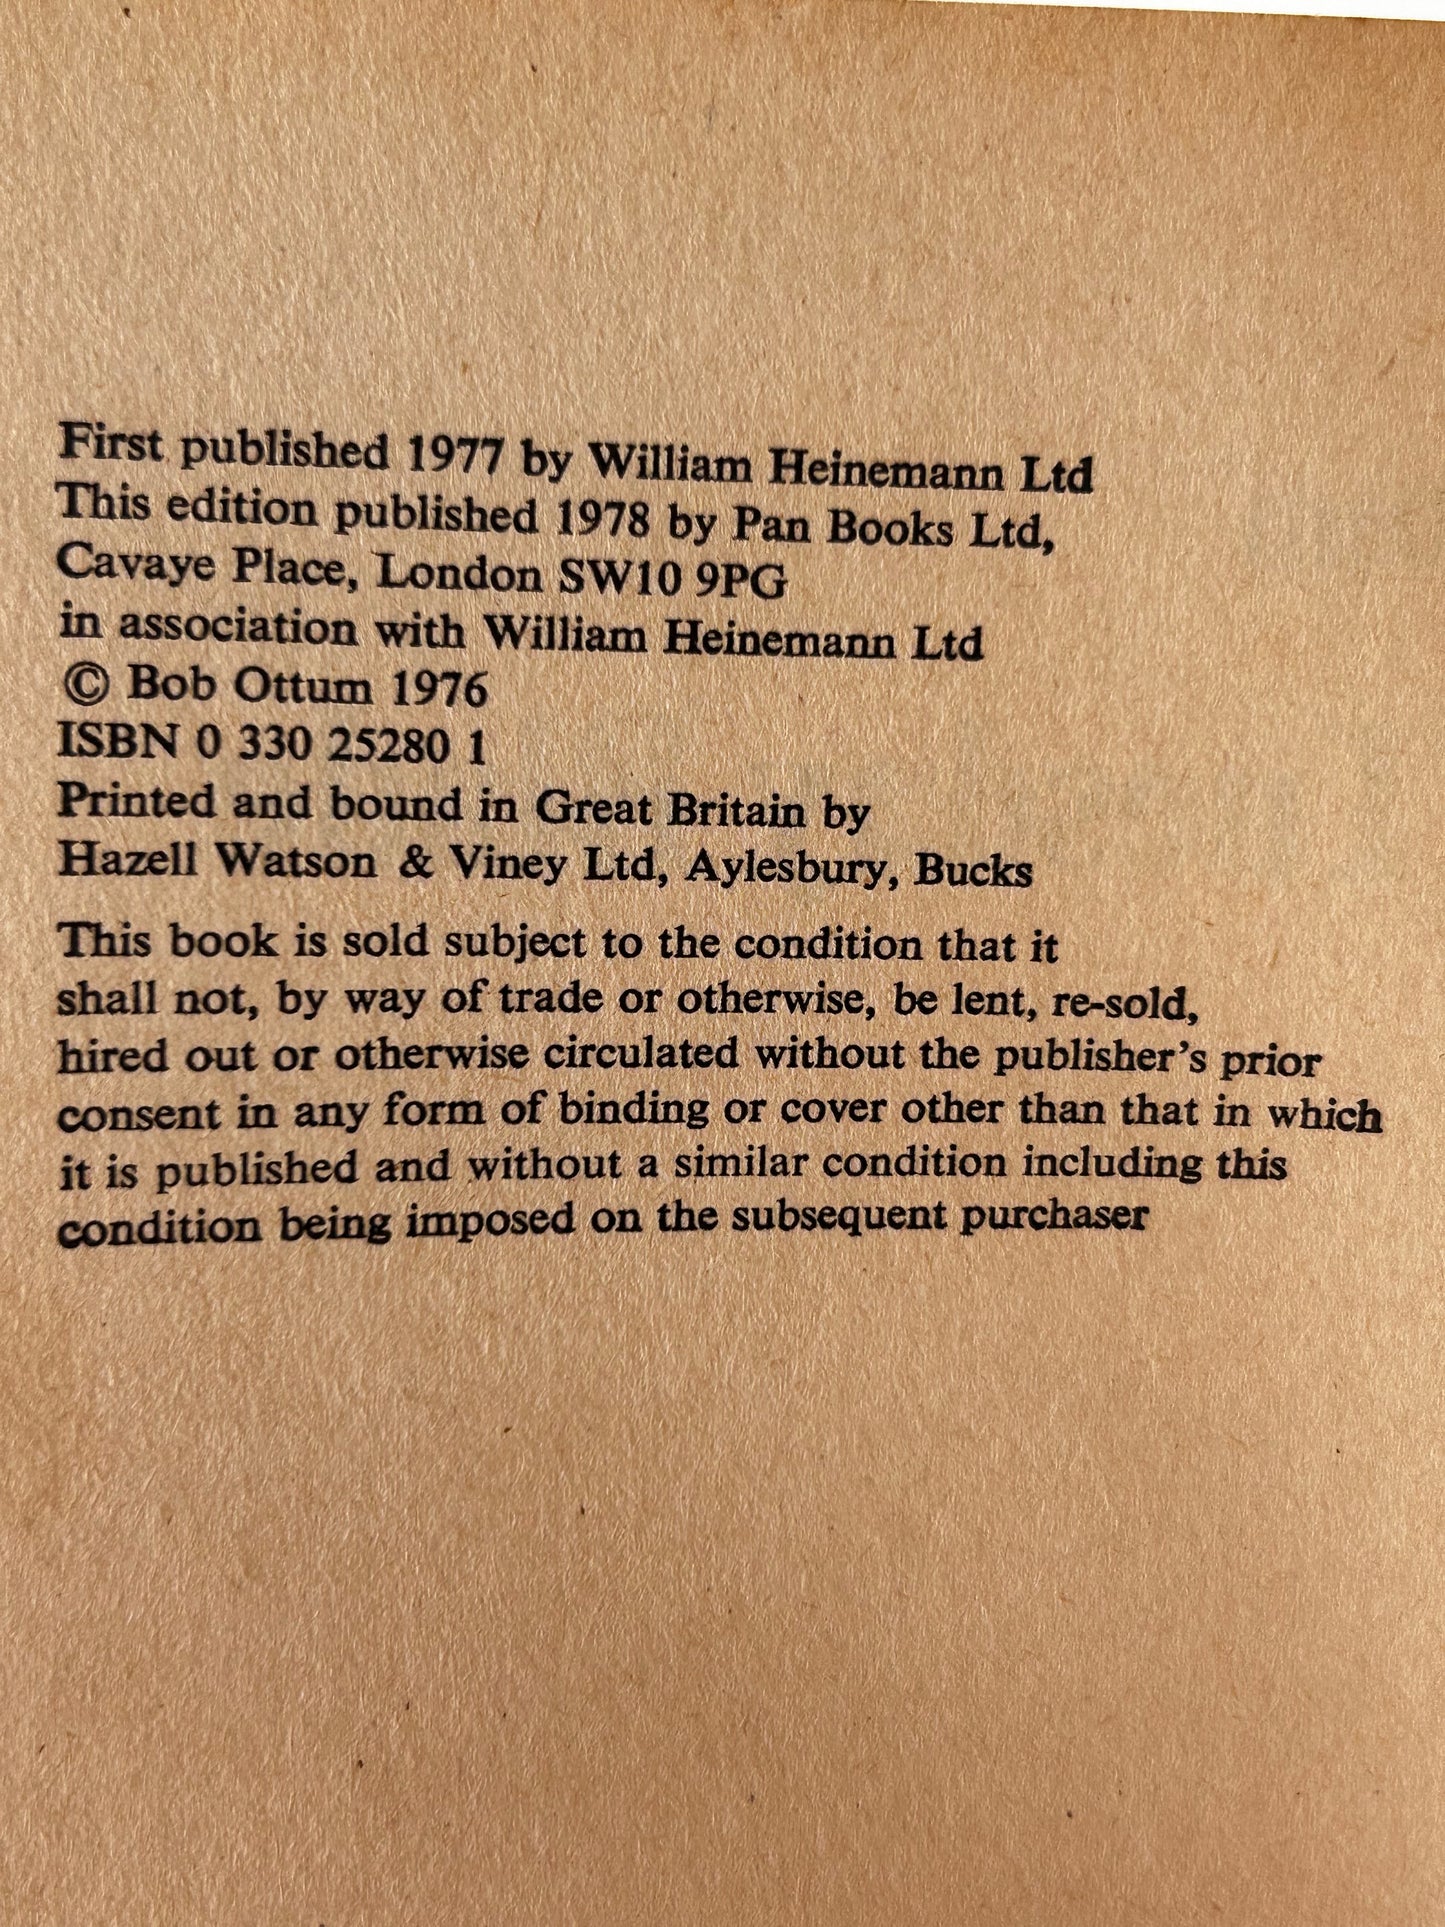 First published 1977 by William Heinemann Ltd
This edition published 1978 by Pan Books Ltd,
Cavaye Place, London SW10 9PG
in association with William Heinemann Ltd
© Bob Ottum 1976
ISBN 0 330 25280 1
Printed and bound in Great Britain by
Hazell Watson & Viney Ltd, Aylesbury, Bucks
This book is sold subject to the condition that it
shall not, by way of trade or otherwise, be lent, re-sold,
hired out or otherwise circulated without the publisher's prior
consent in any form of binding or cover other than that in which
it is published and without a similar condition including this
condition being imposed on the subsequent purchaser